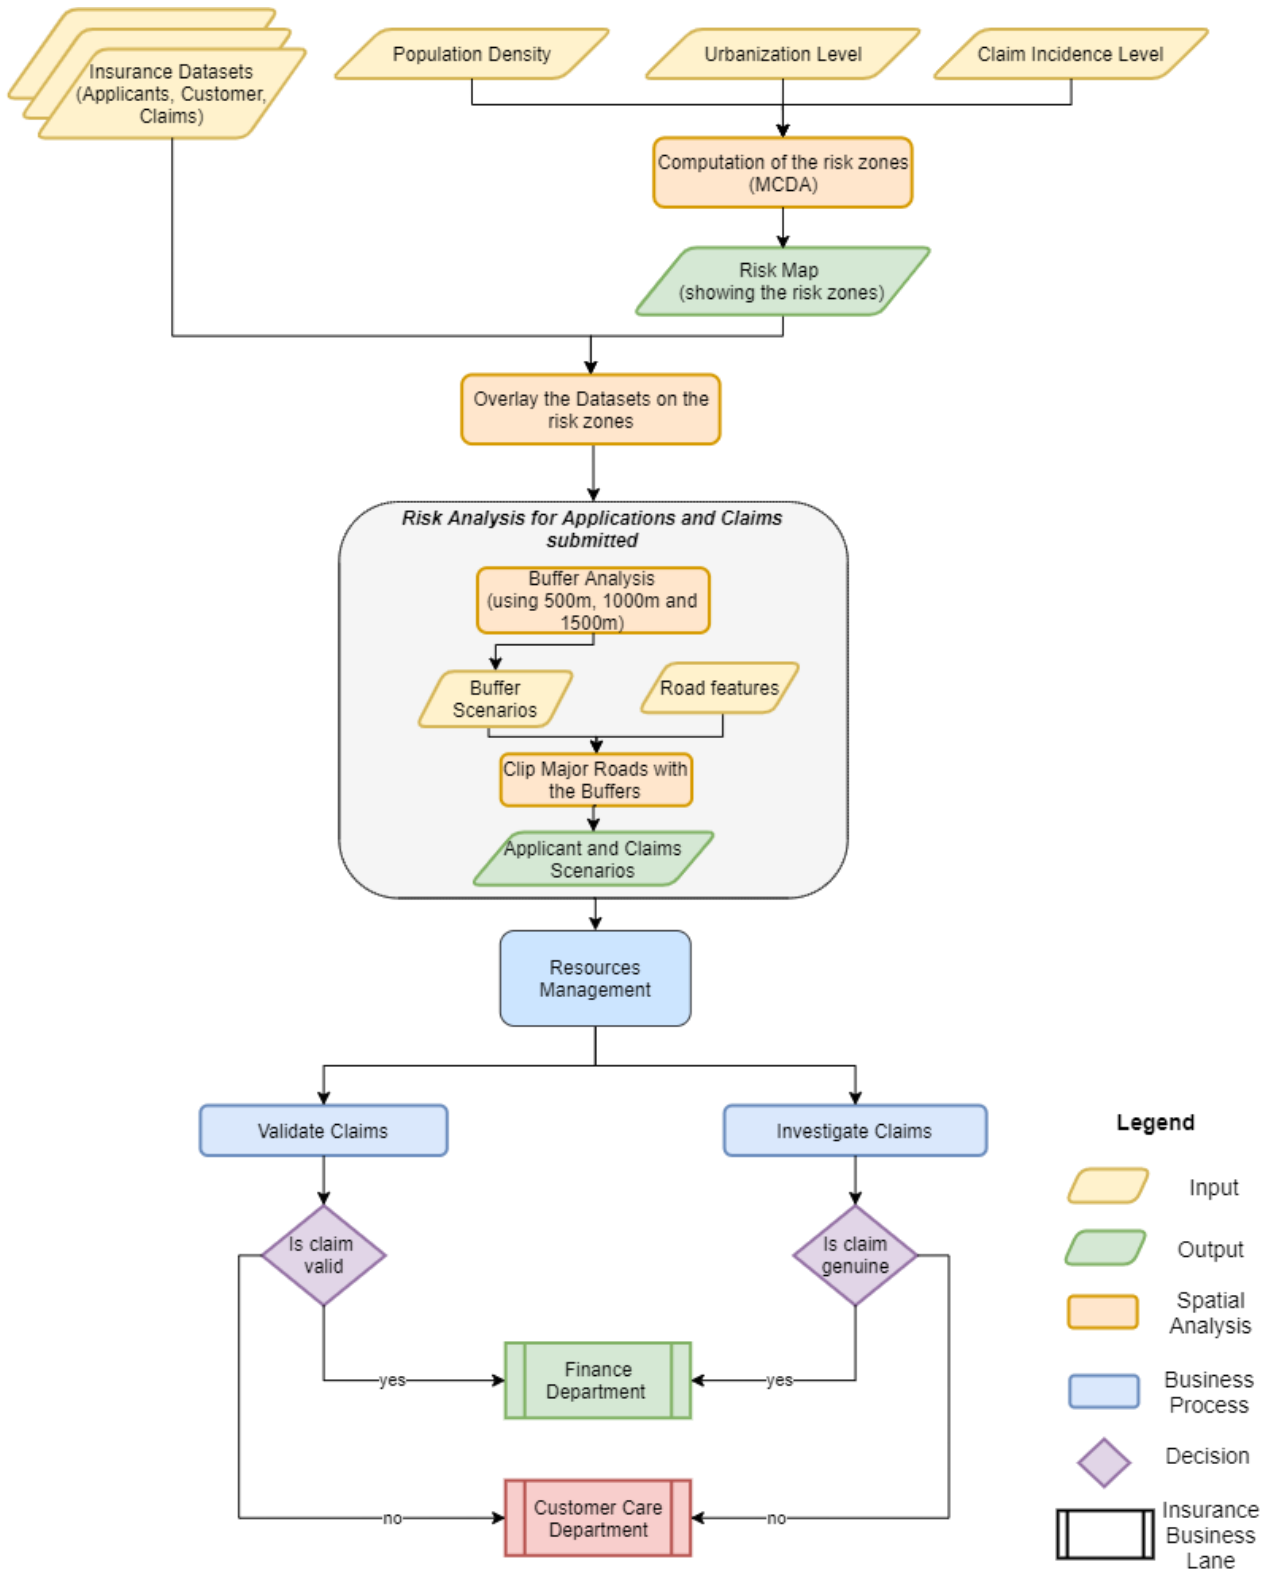 Insurance Datasets
(Applicants, Customer,
Claims)
Population Density
Urbanization Level
Claim Incidence Level
Computation of the risk zones
(MCDA)
Risk Map
(showing the risk zones)
Overlay the Datasets on the
risk zones
Risk Analysis for Applications and Claims
submitted
Buffer Analysis
(using 500m, 1000m and
1500m)
Buffer
Scenarios
Road features
Clip Major Roads with
the Buffers
Applicant and Claims
Scenarios
Resources
Management
Validate Claims
Investigate Claims
Is claim
valid
Is claim
genuine
yes
Finance
Department
yes
no
Customer Care
Department
no
Legend
Input
Output
Spatial
Analysis
Business
Process
Decision
Insurance
Business
Lane